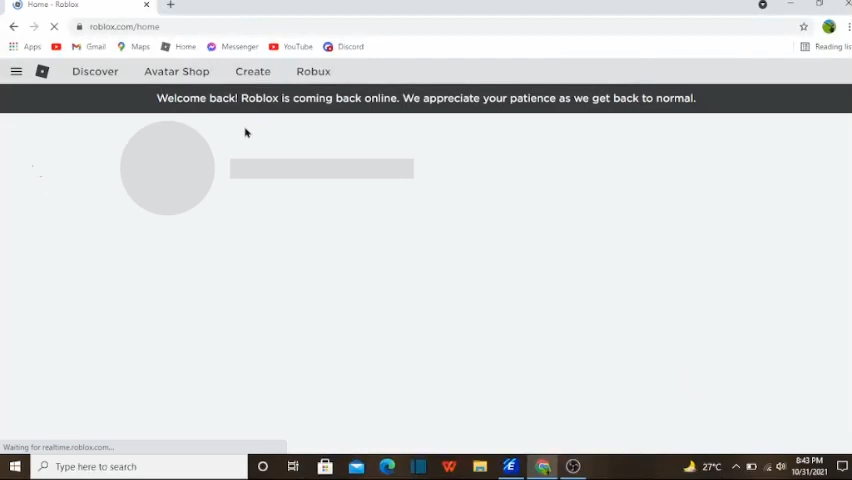 Home - Roblox
roblox.com/home
Apps Gmail Maps Home Messenger YouTube Discord Reading lis
Discover Avatar Shop Create Robux
Welcome back! Roblox is coming back online. We appreciate your patience as we get back to normal.
Waiting for realtime.roblox.com...
Type here to search
27°C
8:43 PM
10/31/2021